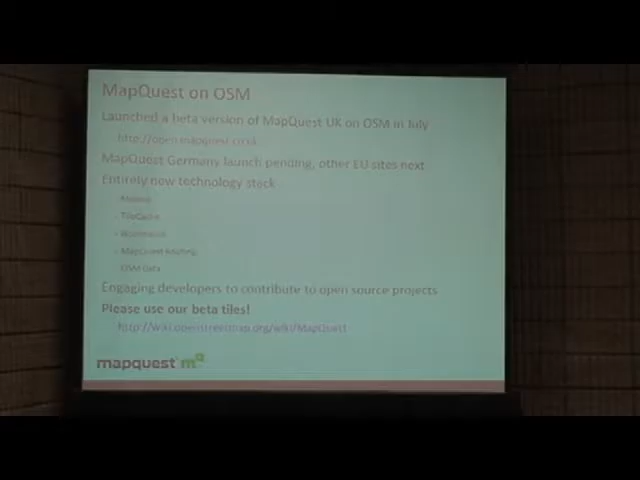 MapQuest on OSM
Launched a beta version of MapQuest UK on OSM in July
http://open.mapquest.co.uk
MapQuest Germany launch pending, other EU sites next
Entirely new technology stack
- Mapnik
- TileCache
- Nominatim
- MapQuest Routing
- OSM data
Engaging developers to contribute to open source projects
Please use our beta tiles!
http://wiki.openstreetmap.org/wiki/MapQuest
mapquest m